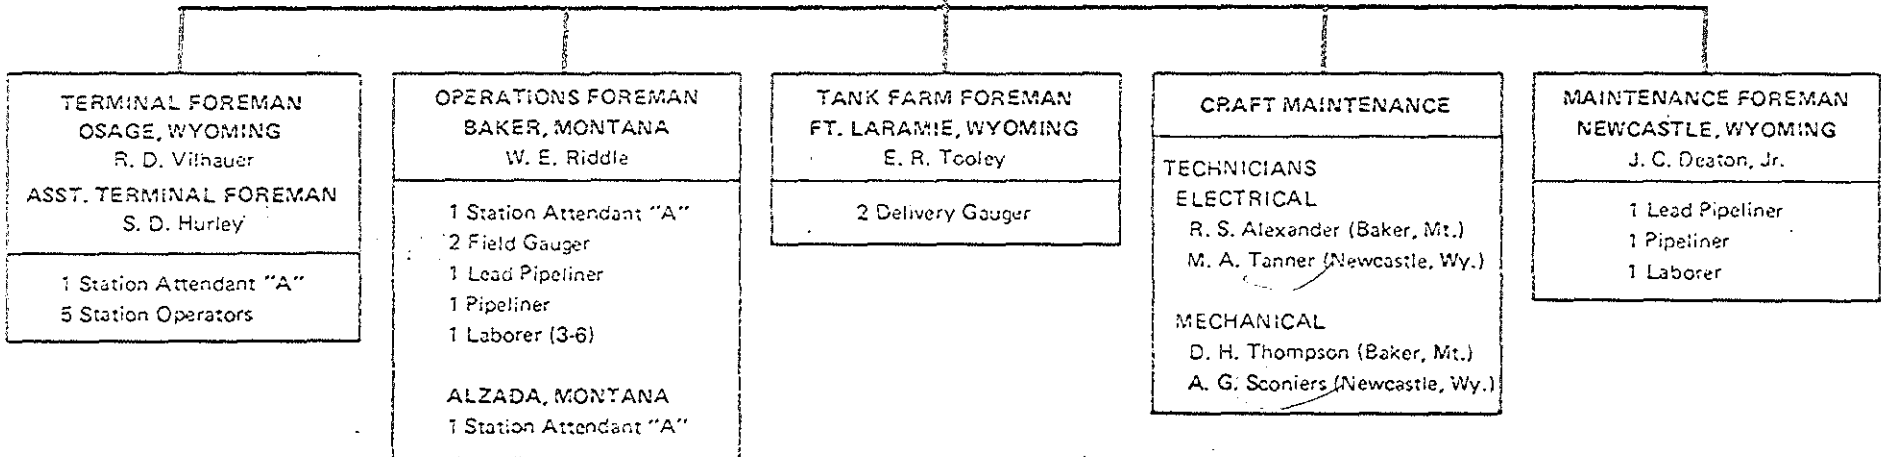 TERMINAL FOREMAN
OSAGE, WYOMING
R. D. Vilhauer
ASST. TERMINAL FOREMAN
S. D. Hurley
1 Station Attendant "A"
5 Station Operators
OPERATIONS FOREMAN
BAKER, MONTANA
W. E. Riddle
1 Station Attendant "A"
2 Field Gauger
1 Lead Pipeliner
1 Pipeliner
1 Laborer (3-6)
ALZADA, MONTANA
1 Station Attendant "A"
TANK FARM FOREMAN
FT. LARAMIE, WYOMING
E. R. Tooley
2 Delivery Gauger
CRAFT MAINTENANCE
TECHNICIANS
ELECTRICAL
R. S. Alexander (Baker, Mt.)
M. A. Tanner (Newcastle, Wy.)
MECHANICAL
D. H. Thompson (Baker, Mt.)
A. G. Sconiers (Newcastle, Wy.)
MAINTENANCE FOREMAN
NEWCASTLE, WYOMING
J. C. Deaton, Jr.
1 Lead Pipeliner
1 Pipeliner
1 Laborer